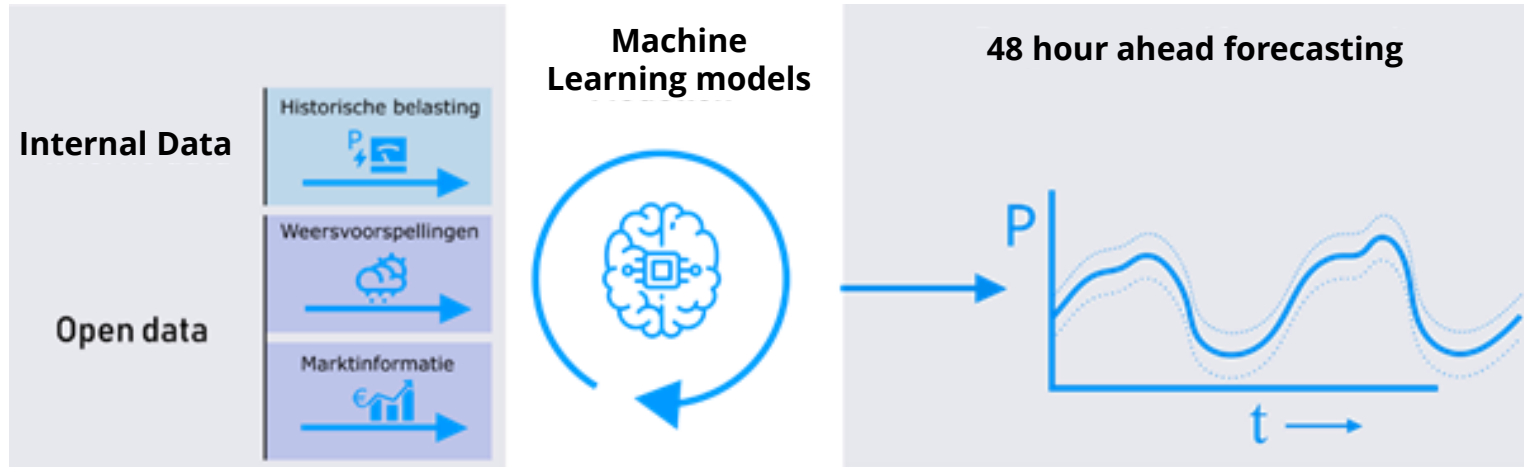 Internal Data
Historische belasting
P
Weersvoorspellingen
Open data
Marktinformatie
€
Machine
Learning models
48 hour ahead forecasting
P
t